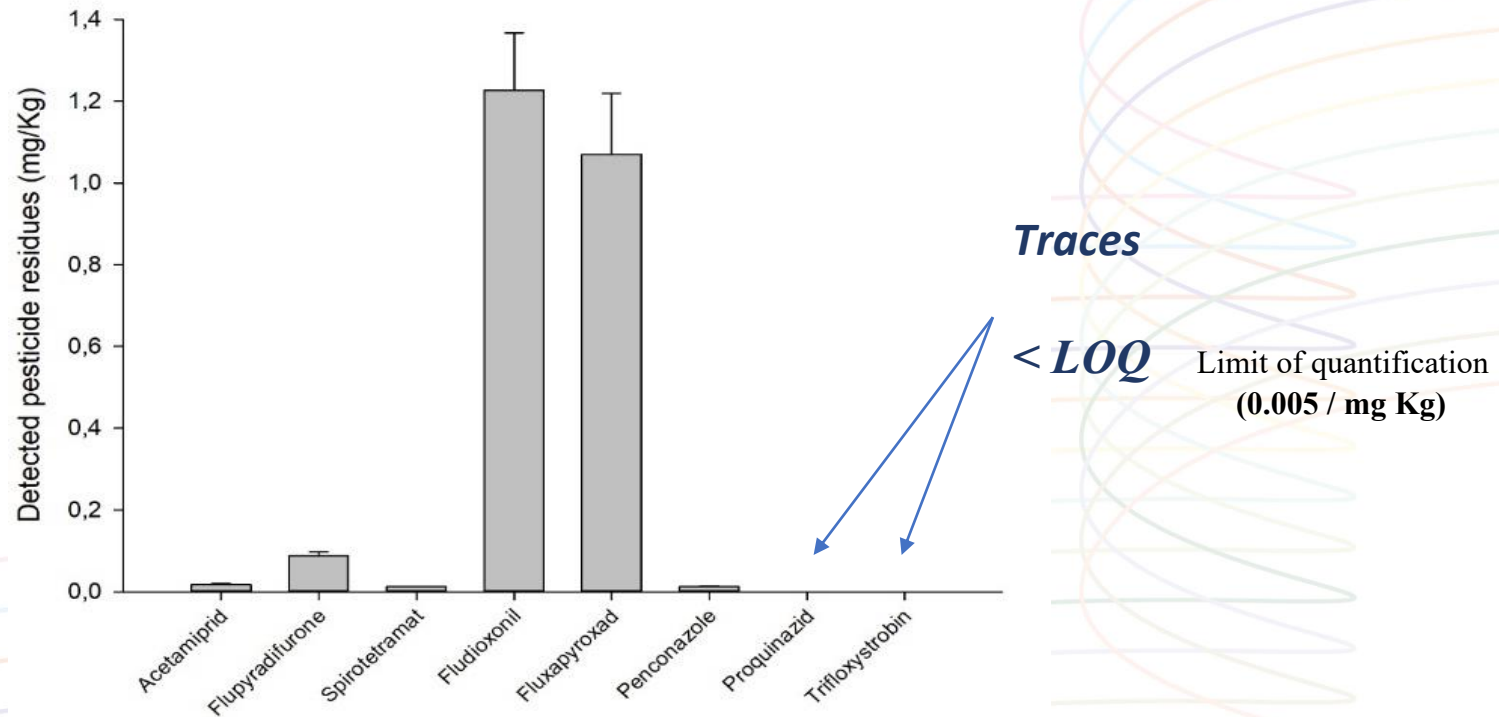 Detected pesticide residues (mg/Kg)
1,4
1,2
1,0
0,8
0,6
0,4
0,2
0,0
Acetamiprid
Flupyradifurone
Spirotetramat
Fludioxonil
Fluxapyroxad
Penconazole
Proquinazid
Trifloxystrobin
Traces
< LOQ
Limit of quantification
(0.005 / mg Kg)